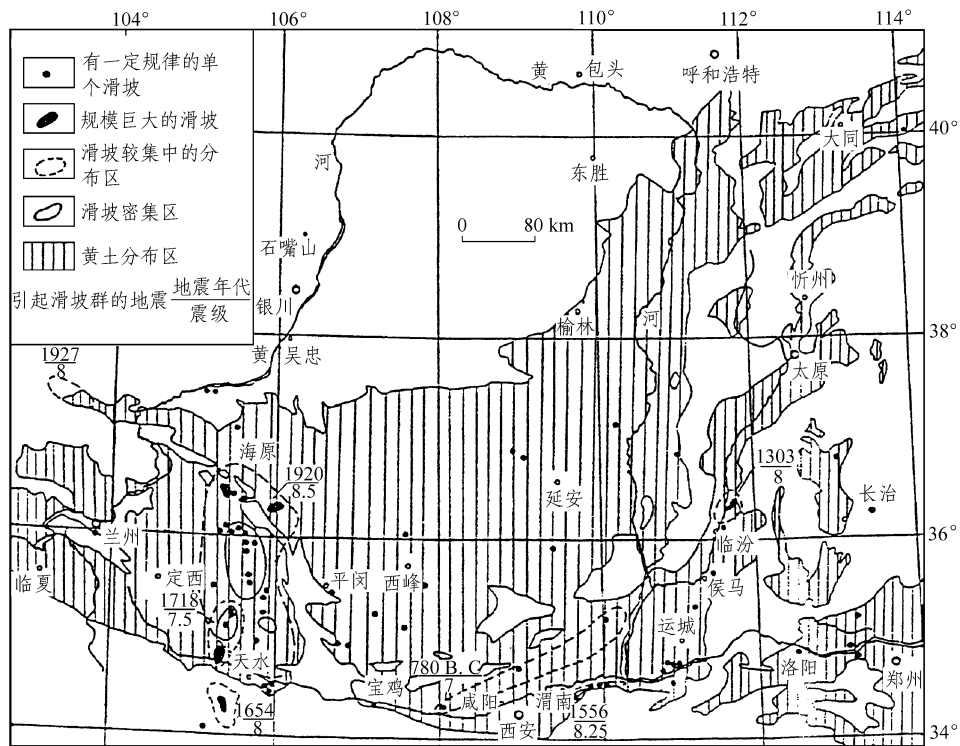 104°
106°
108°
110°
112°
114°
有一定规律的单
个滑坡
规模巨大的滑坡
滑坡较集中的分
布区
滑坡密集区
黄土分布区
引起滑坡群的地震 地震年代
震级
黄
包头
呼和浩特
40°
大同
河
东胜
0 80 km
石嘴山
忻州
银川
榆林
河
38°
黄
吴忠
太原
1927
8
海原
1920
8.5
1303
8
延安
长治
兰州
临汾
36°
临夏
定西
平闵
西峰
侯马
1718
7.5
运城
天水
780 B. C
7
洛阳
宝鸡
咸阳
渭南
郑州
1654
8
西安
1556
8.25
34°